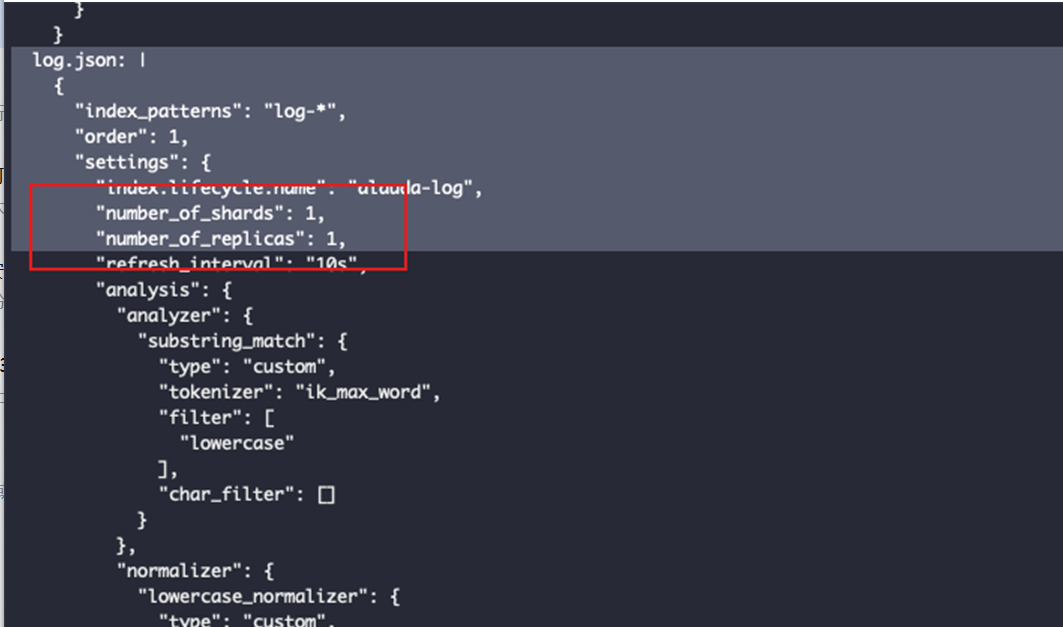 }
}
log.json: |
{
"index_patterns": "log-*",
"order": 1,
"settings": {
"index.lifecycle.name": "alauda-log",
"number_of_shards": 1,
"number_of_replicas": 1,
"refresh_interval": "10s",
"analysis": {
"analyzer": {
"substring_match": {
"type": "custom",
"tokenizer": "ik_max_word",
"filter": [
"lowercase"
],
"char_filter": []
}
},
"normalizer": {
"lowercase_normalizer": {
"type": "custom",